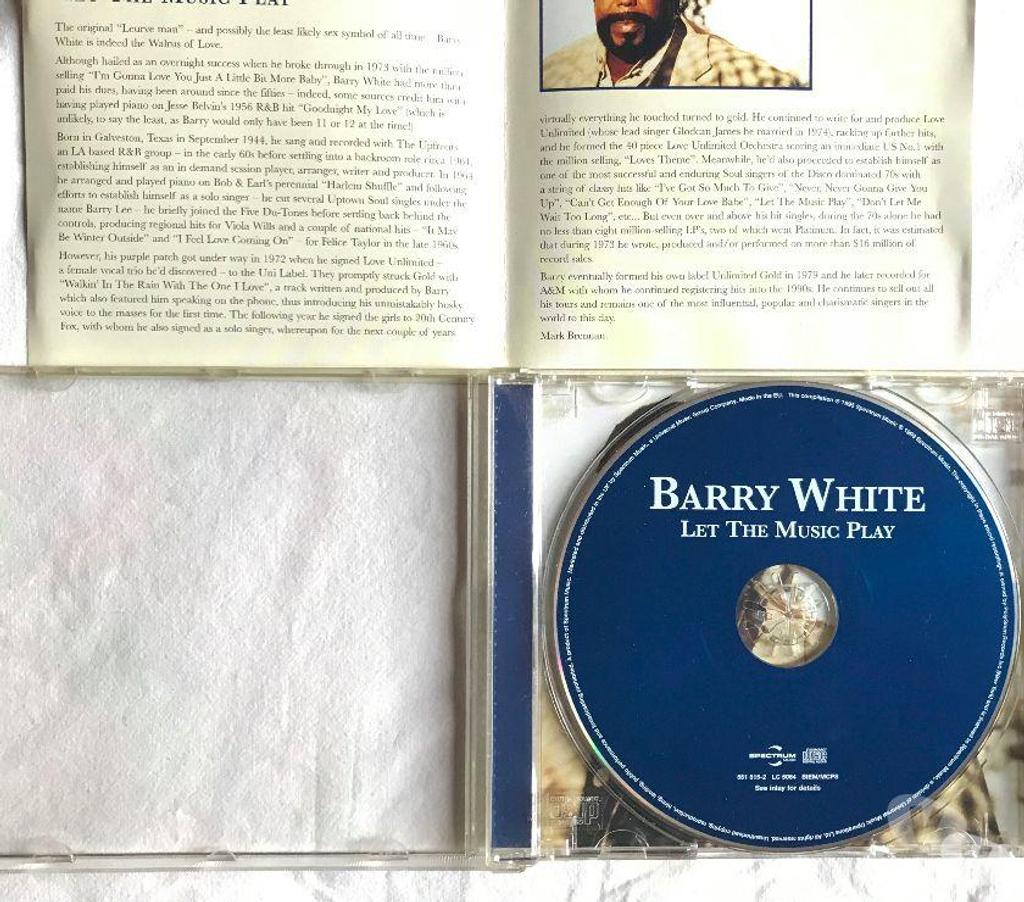 LET THE MUSIC PLAY
The original "Leurve man" – and possibly the least likely sex symbol of all time – Barry
White is indeed the Walrus of Love.
Although hailed as an overnight success when he broke through in 1973 with the million
selling "I'm Gonna Love You Just A Little Bit More Baby", Barry White had more than
paid his dues, having been around since the fifties – indeed, some sources credit him with
having played piano on Jesse Belvin's 1956 R&B hit "Goodnight My Love" (which is
unlikely, to say the least, as Barry would only have been 11 or 12 at the time!)
Born in Galveston, Texas in September 1944, he sang and recorded with The Upfronts
an LA based R&B group – in the early 60s before settling into a backroom role circa 1961,
establishing himself as an in demand session player, arranger, writer and producer. In 1963
he arranged and played piano on Bob & Earl's perennial "Harlem Shuffle" and following
efforts to establish himself as a solo singer – he cut several Uptown Soul singles under the
name Barry Lee – he briefly joined the Five Du-Tones before settling back behind the
controls, producing regional hits for Viola Wills and a couple of national hits – "It May
Be Winter Outside" and "I Feel Love Coming On" – for Felice Taylor in the late 1960s.
However, his purple patch got under way in 1972 when he signed Love Unlimited –
a female vocal trio he'd discovered – to the Uni Label. They promptly struck Gold with
"Walkin' In The Rain With The One I Love", a track written and produced by Barry
which also featured him speaking on the phone, thus introducing his unmistakably husky
voice to the masses for the first time. The following year he signed the girls to 20th Century
Fox, with whom he also signed as a solo singer, whereupon for the next couple of years
virtually everything he touched turned to gold. He continued to write for and produce Love
Unlimited (whose lead singer Glodean James he married in 1974), racking up further hits,
and he formed the 40 piece Love Unlimited Orchestra scoring an immediate US No.1 with
the million selling, "Loves Theme". Meanwhile, he'd also proceeded to establish himself as
one of the most successful and enduring Soul singers of the Disco dominated 70s with
a string of classy hits like "I've Got So Much To Give", "Never, Never Gonna Give You
Up", "Can't Get Enough Of Your Love Babe", "Let The Music Play", "Don't Let Me
Wait Too Long", etc... But even over and above his hit singles, during the 70s alone he had
no less than eight million-selling LP's, two of which went Platinum. In fact, it was estimated
that during 1973 he wrote, produced and/or performed on more than $16 million of
record sales.
Barry eventually formed his own label Unlimited Gold in 1979 and he later recorded for
A&M with whom he continued registering hits into the 1990s. He continues to sell out all
his tours and remains one of the most influential, popular and charismatic singers in the
world to this day.
Mark Brennan
BARRY WHITE
LET THE MUSIC PLAY
SPECTRUM
MUSIC
551 815-2 LC 5064 BIEM/MCPS
See inlay for details